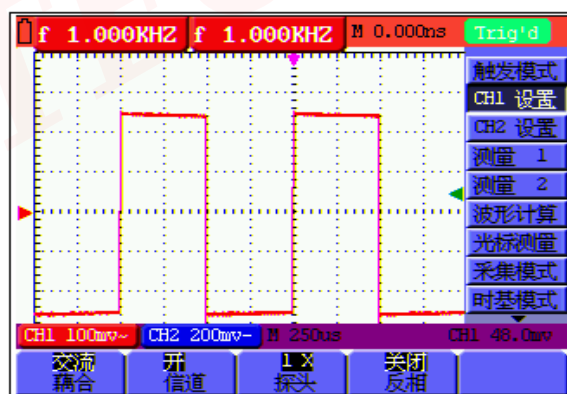 f 1.000KHZ f 1.000KHZ M 0.000ns Trig'd
触发模式
CH1 设置
CH2 设置
测量 1
测量 2
波形计算
光标测量
采集模式
时基模式
CH1 100mv~ CH2 200mv- M 250us CH1 48.0mv
交流 开 1 X 关闭
藕合 信道 探头 反相